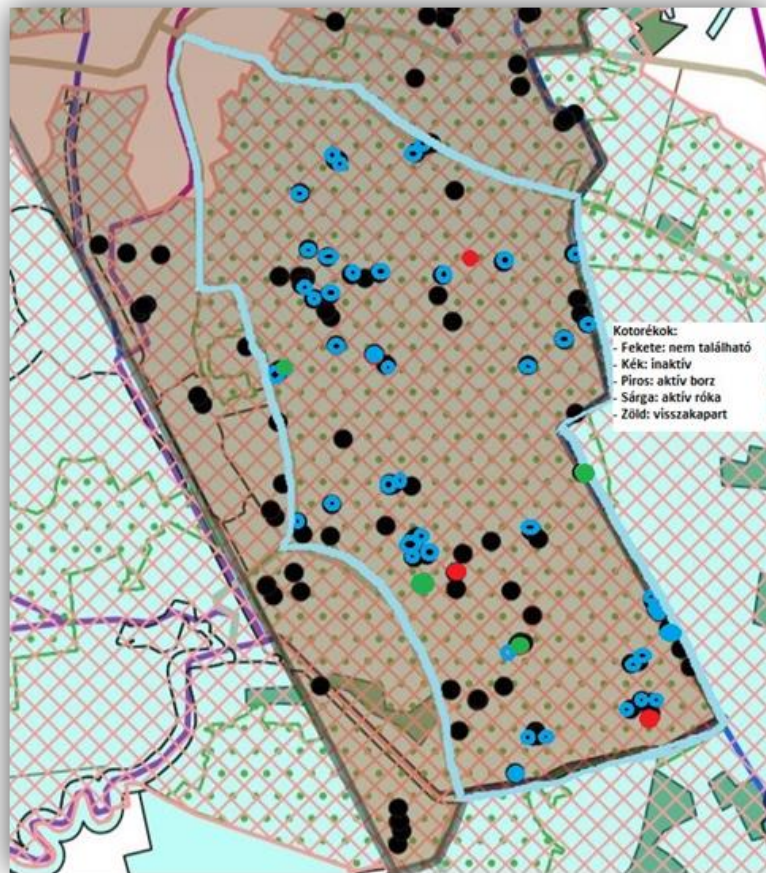 Kotorékok:
- Fekete: nem található
- Kék: inaktív
- Piros: aktív borz
- Sárga: aktív róka
- Zöld: visszakapart